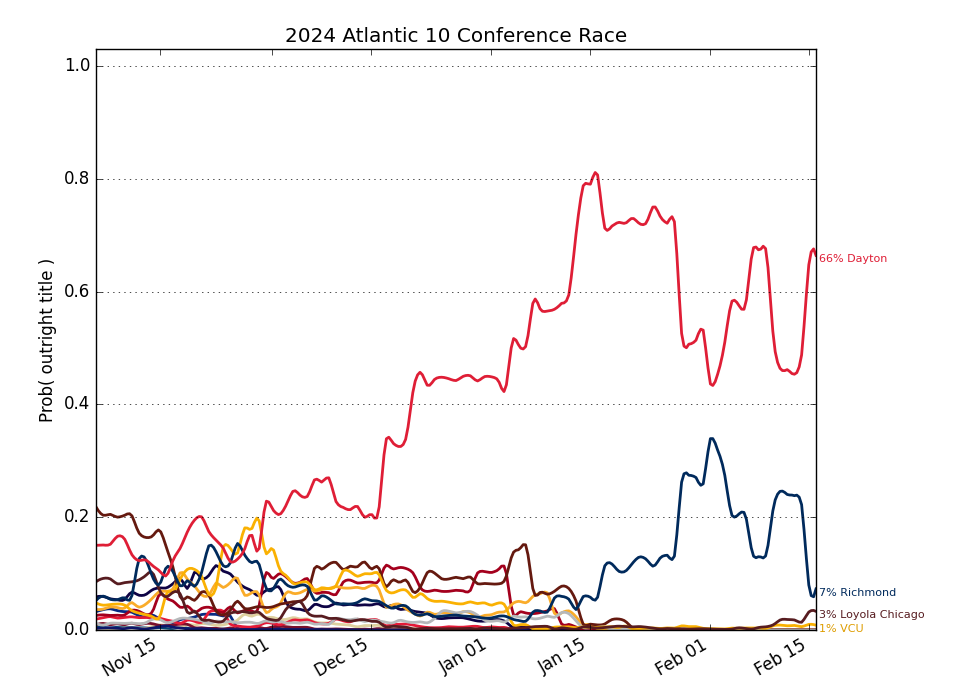 2024 Atlantic 10 Conference Race
Prob( outright title )
1.0
0.8
0.6
0.4
0.2
0.0
66% Dayton
7% Richmond
3% Loyola Chicago
1% VCU
Nov 15
Dec 01
Dec 15
Jan 01
Jan 15
Feb 01
Feb 15